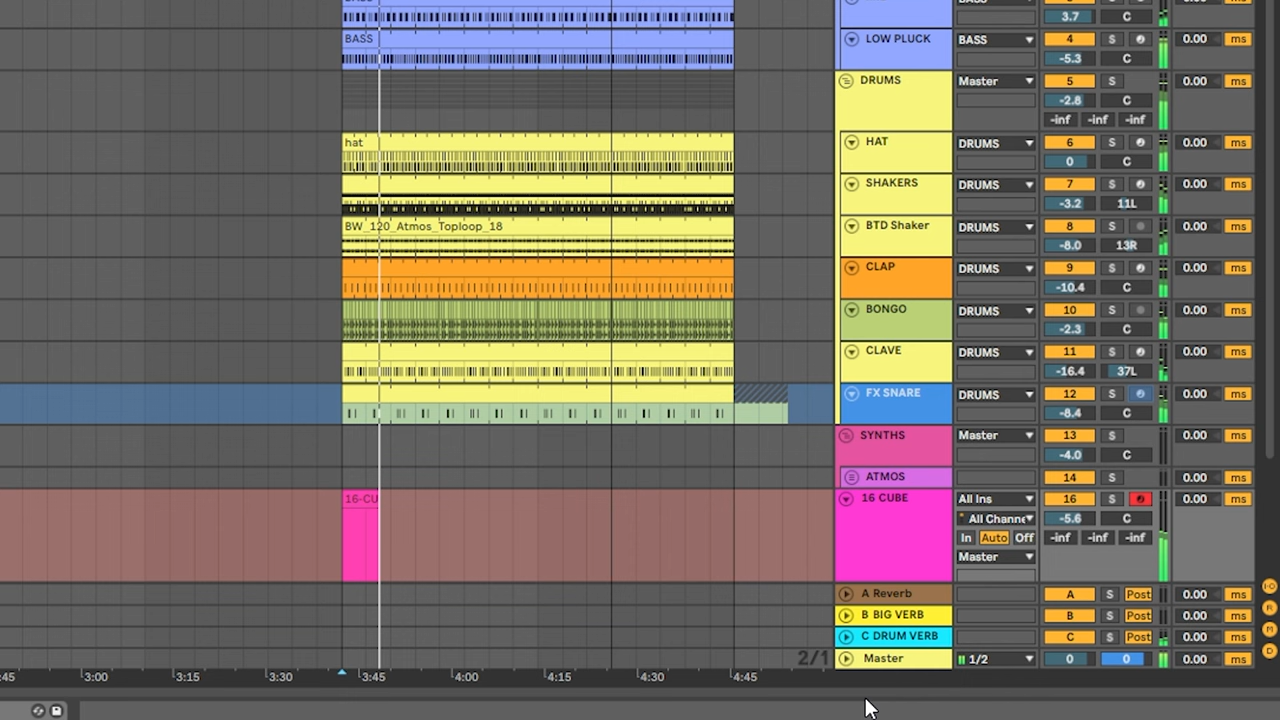 BASS
3.7 C
BASS LOW PLUCK BASS 4 S 0.00 ms
-5.3 C
DRUMS Master 5 S 0.00 ms
-2.8 C
-inf -inf -inf
hat HAT DRUMS 6 S 0.00 ms
0 C
SHAKERS DRUMS 7 S 0.00 ms
-3.2 11L
BW_120_Atmos_Toploop_18 BTD Shaker DRUMS 8 S 0.00 ms
-8.0 13R
CLAP DRUMS 9 S 0.00 ms
-10.4 C
BONGO DRUMS 10 S 0.00 ms
-2.3 C
CLAVE DRUMS 11 S 0.00 ms
-16.4 37L
FX SNARE DRUMS 12 S 0.00 ms
-8.4 C
SYNTHS Master 13 S 0.00 ms
-4.0 C
ATMOS 14 S 0.00 ms
16-CU 16 CUBE All Ins 16 S 0.00 ms
All Channe -5.6 C
In Auto Off -inf -inf -inf
Master
A Reverb A S Post 0.00 ms
B BIG VERB B S Post 0.00 ms
C DRUM VERB C S Post 0.00 ms
2/1 Master 1/2 0 0 0.00 ms
:45 3:00 3:15 3:30 3:45 4:00 4:15 4:30 4:45